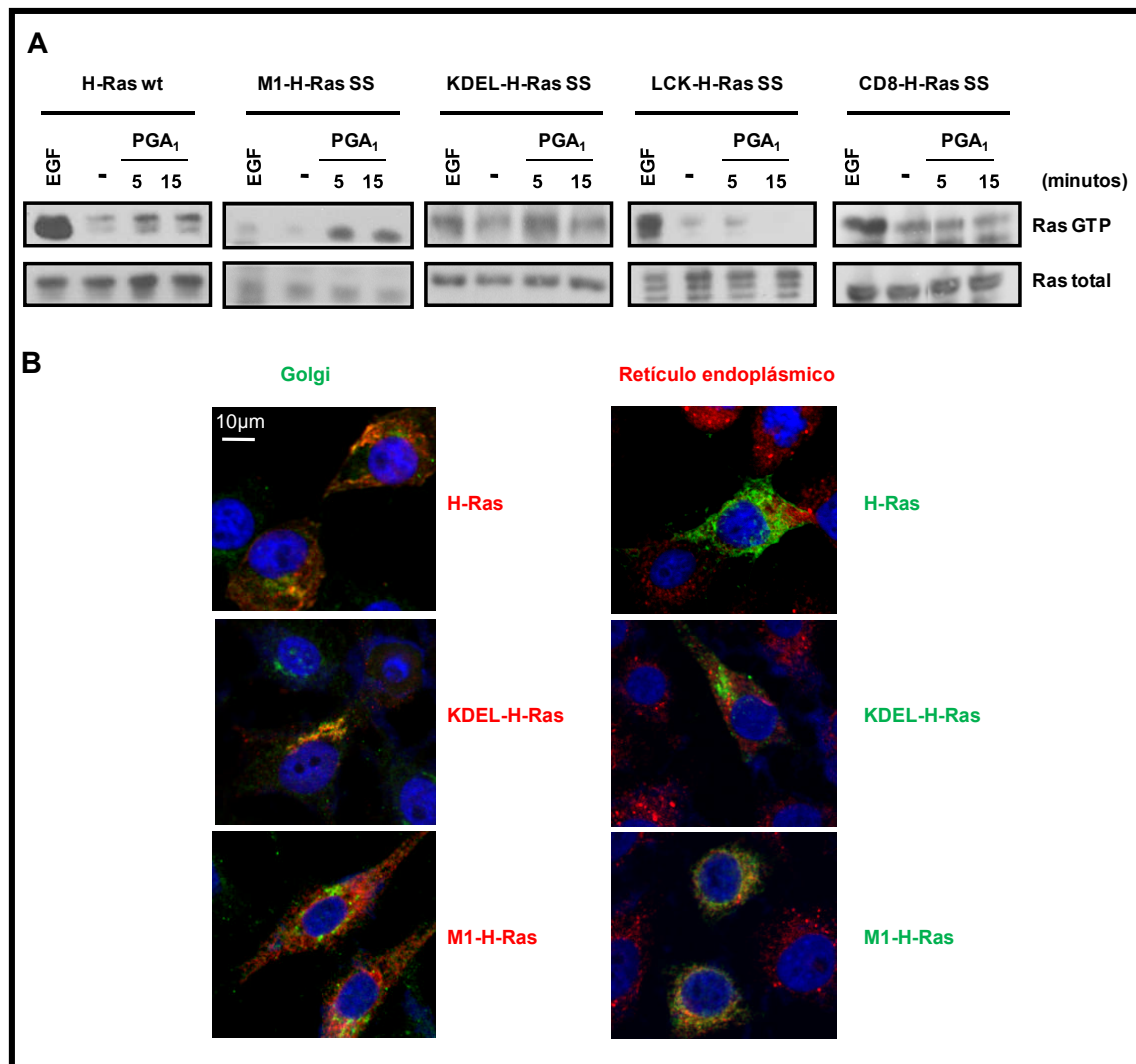 A
H-Ras wt M1-H-Ras SS KDEL-H-Ras SS LCK-H-Ras SS CD8-H-Ras SS
EGF - PGA₁ EGF - PGA₁ EGF - PGA₁ EGF - PGA₁ EGF - PGA₁
5 15 5 15 5 15 5 15 5 15 (minutos)
Ras GTP
Ras total
B
Golgi Retículo endoplásmico
10µm
H-Ras H-Ras
KDEL-H-Ras KDEL-H-Ras
M1-H-Ras M1-H-Ras